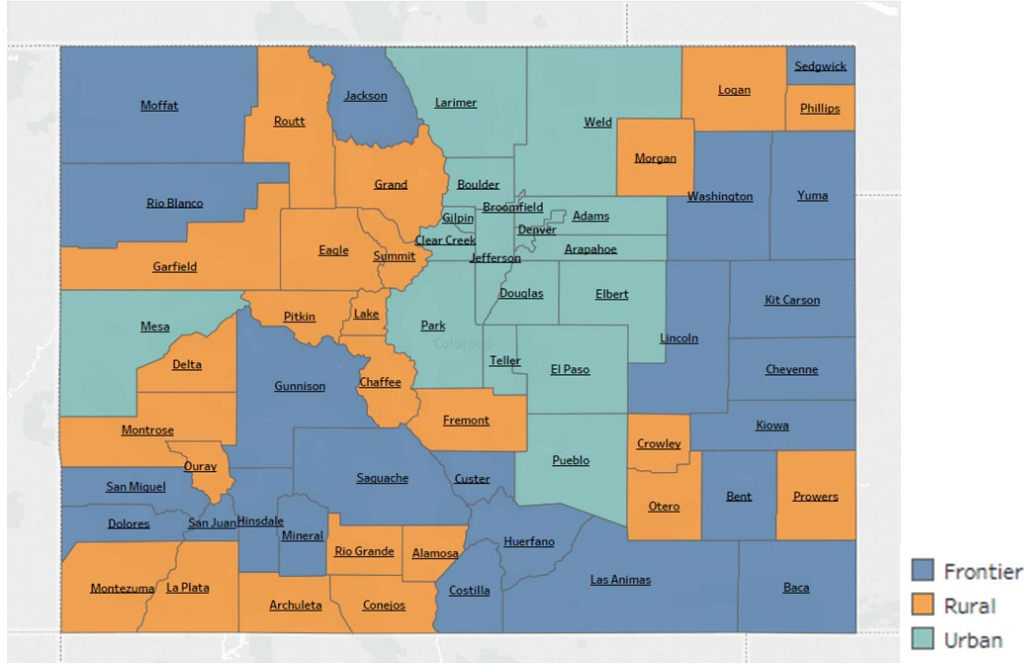 Sedgwick
Moffat
Jackson
Larimer
Logan
Phillips
Routt
Weld
Morgan
Grand
Boulder
Rio Blanco
Washington
Yuma
Broomfield
Gilpin
Adams
Denver
Clear Creek
Eagle
Summit
Arapahoe
Jefferson
Garfield
Douglas
Elbert
Kit Carson
Pitkin
Lake
Mesa
Park
Colorado
Lincoln
Teller
Delta
El Paso
Cheyenne
Gunnison
Chaffee
Fremont
Kiowa
Montrose
Crowley
Ouray
Pueblo
Saguache
Custer
San Miguel
Bent
Prowers
Otero
Dolores
San Juan
Hinsdale
Mineral
Huerfano
Rio Grande
Alamosa
Las Animas
Montezuma
La Plata
Costilla
Baca
Archuleta
Conejos
Frontier
Rural
Urban